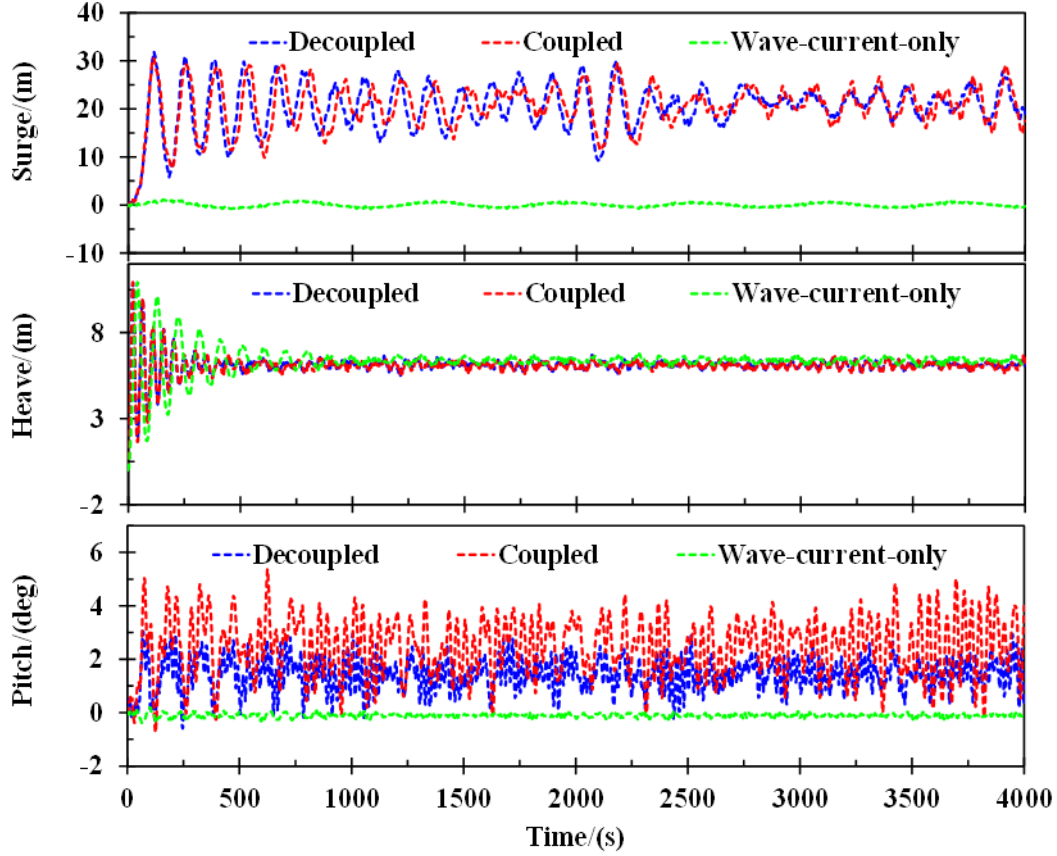 40
30
20
10
0
-10
Surge/(m)
Decoupled Coupled Wave-current-only
8
3
-2
Heave/(m)
Decoupled Coupled Wave-current-only
6
4
2
0
-2
Pitch/(deg)
Decoupled Coupled Wave-current-only
0 500 1000 1500 2000 2500 3000 3500 4000
Time/(s)